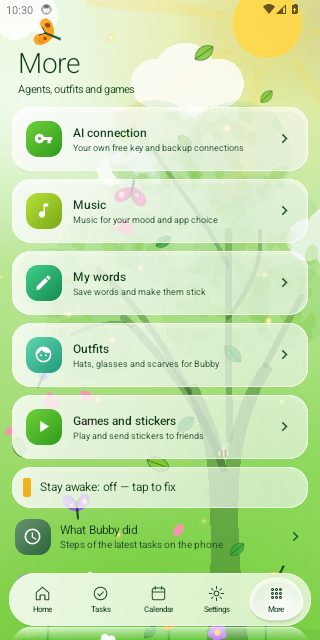 10:30
More
Agents, outfits and games
AI connection
Your own free key and backup connections
Music
Music for your mood and app choice
My words
Save words and make them stick
Outfits
Hats, glasses and scarves for Bubby
Games and stickers
Play and send stickers to friends
Stay awake: off — tap to fix
What Bubby did
Steps of the latest tasks on the phone
Home
Tasks
Calendar
Settings
More